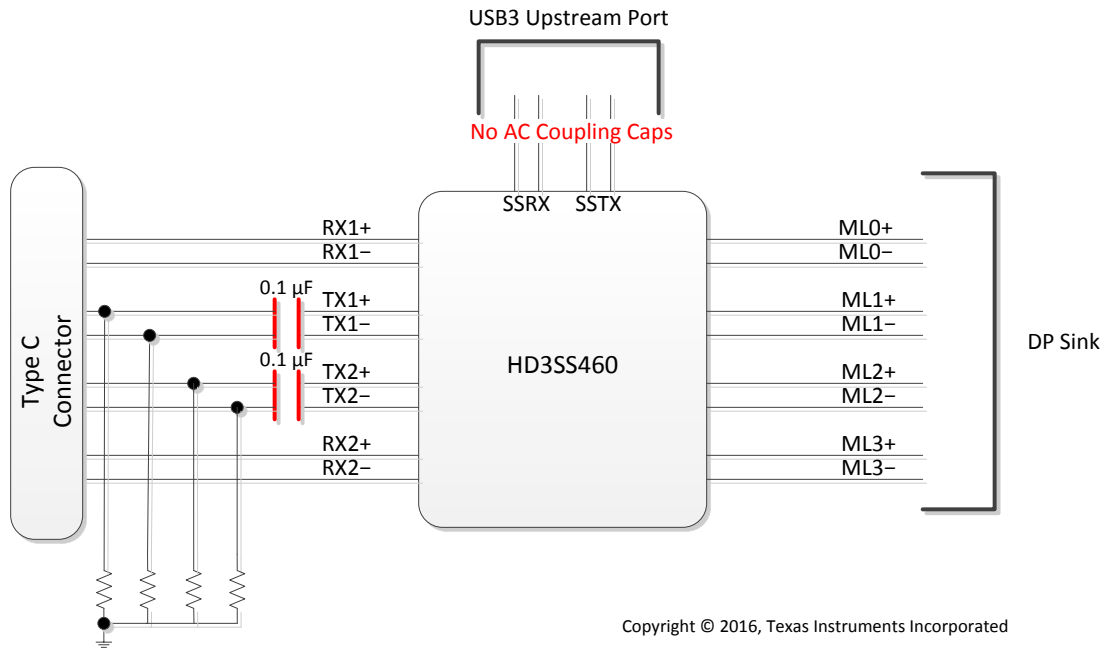 USB3 Upstream Port
No AC Coupling Caps
SSRX SSTX
Type C
Connector
RX1+
RX1−
0.1 µF
TX1+
TX1−
0.1 µF
TX2+
TX2−
RX2+
RX2−
HD3SS460
ML0+
ML0−
ML1+
ML1−
ML2+
ML2−
ML3+
ML3−
DP Sink
Copyright © 2016, Texas Instruments Incorporated